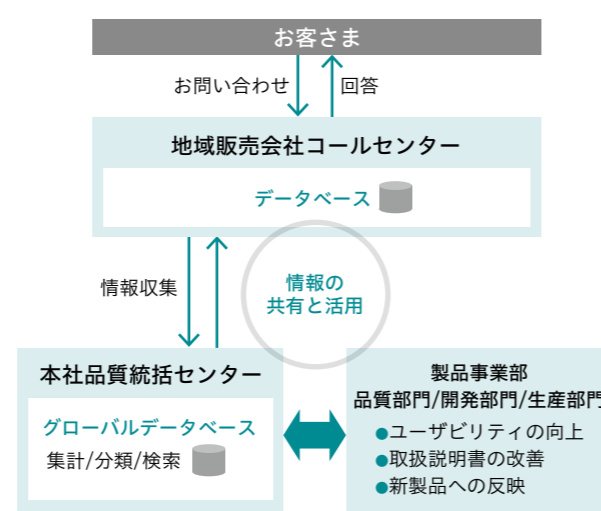 お客さま
お問い合わせ
回答
地域販売会社コールセンター
データベース
情報収集
情報の
共有と活用
本社品質統括センター
グローバルデータベース
集計/分類/検索
製品事業部
品質部門/開発部門/生産部門
●ユーザビリティの向上
●取扱説明書の改善
●新製品への反映